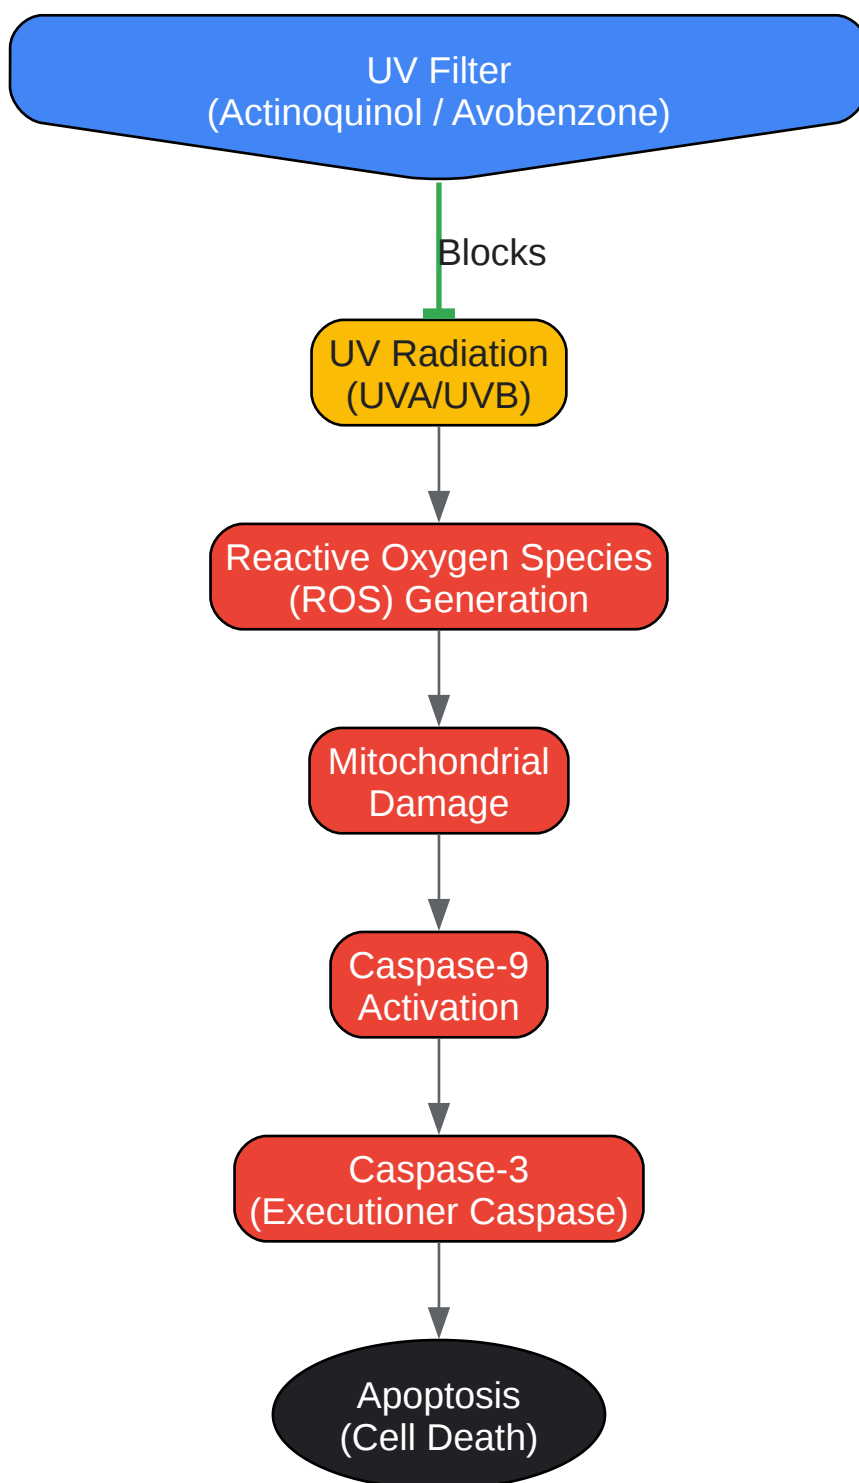 UV Filter
(Actinoquinol / Avobenzone)
Blocks
UV Radiation
(UVA/UVB)
Reactive Oxygen Species
(ROS) Generation
Mitochondrial
Damage
Caspase-9
Activation
Caspase-3
(Executioner Caspase)
Apoptosis
(Cell Death)